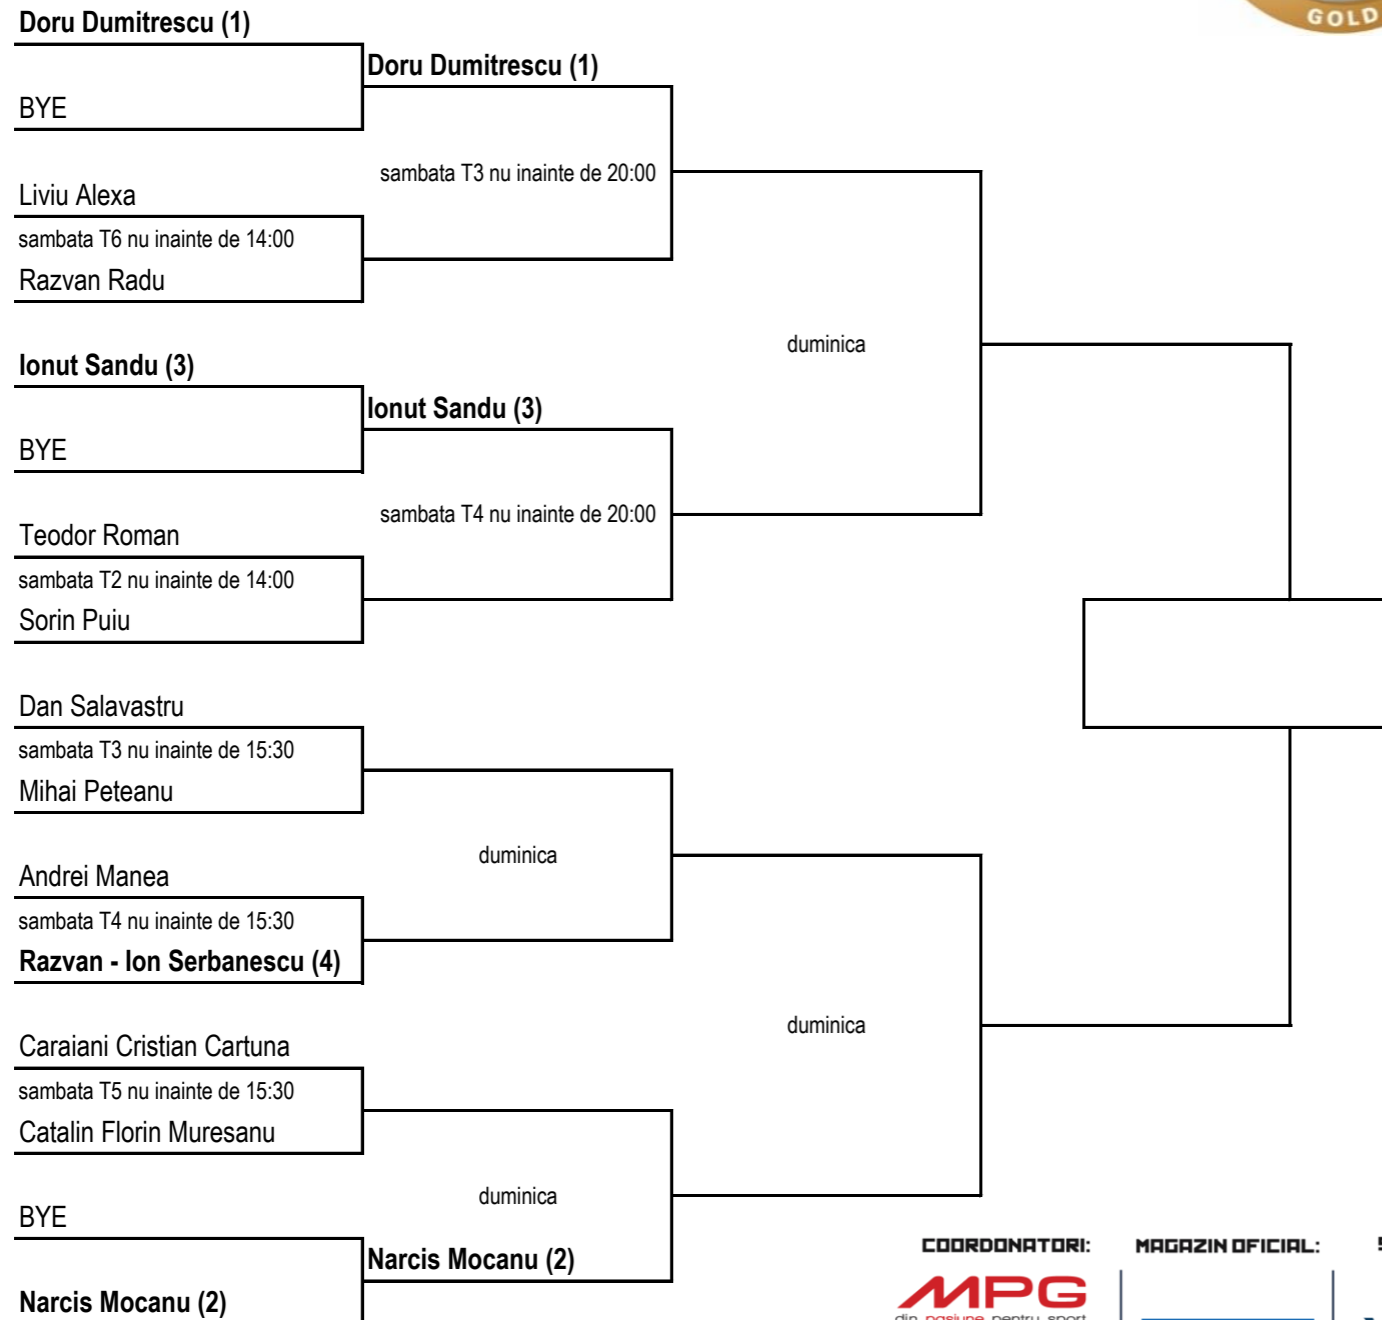 GOLD
Doru Dumitrescu (1)
Doru Dumitrescu (1)
BYE
sambata T3 nu inainte de 20:00
Liviu Alexa
sambata T6 nu inainte de 14:00
Razvan Radu
duminica
Ionut Sandu (3)
Ionut Sandu (3)
BYE
sambata T4 nu inainte de 20:00
Teodor Roman
sambata T2 nu inainte de 14:00
Sorin Puiu
Dan Salavastru
sambata T3 nu inainte de 15:30
Mihai Peteanu
duminica
Andrei Manea
sambata T4 nu inainte de 15:30
Razvan - Ion Serbanescu (4)
duminica
Caraiani Cristian Cartuna
sambata T5 nu inainte de 15:30
Catalin Florin Muresanu
duminica
BYE
Narcis Mocanu (2)
Narcis Mocanu (2)
COORDONATORI:
MAGAZIN OFICIAL:
MPG
din pasiune pentru sport